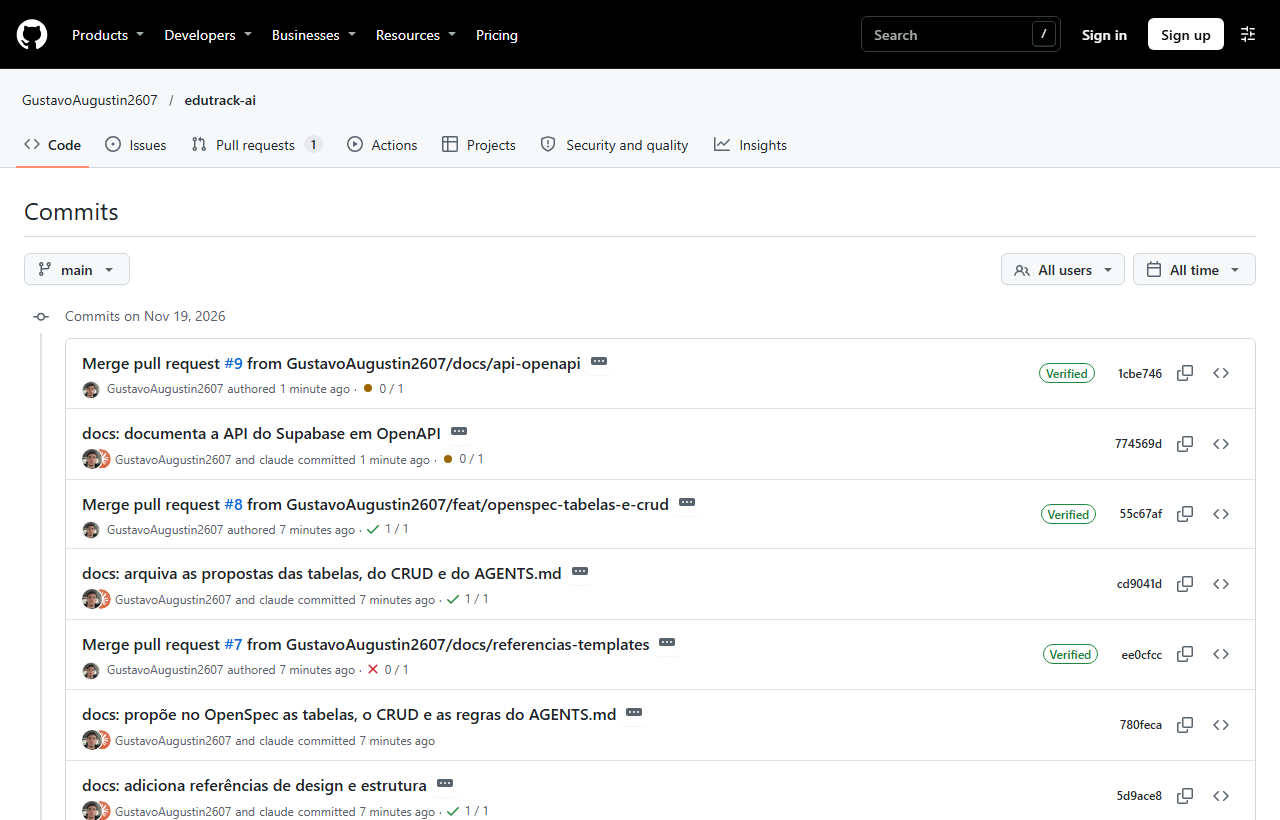 Products Developers Businesses Resources Pricing Search / Sign in Sign up
GustavoAugustin2607 / edutrack-ai
Code Issues Pull requests 1 Actions Projects Security and quality Insights
Commits
main All users All time
Commits on Nov 19, 2026
Merge pull request #9 from GustavoAugustin2607/docs/api-openapi
GustavoAugustin2607 authored 1 minute ago · 0 / 1
Verified 1cbe746
docs: documenta a API do Supabase em OpenAPI
GustavoAugustin2607 and claude committed 1 minute ago · 0 / 1
774569d
Merge pull request #8 from GustavoAugustin2607/feat/openspec-tabelas-e-crud
GustavoAugustin2607 authored 7 minutes ago · 1 / 1
Verified 55c67af
docs: arquiva as propostas das tabelas, do CRUD e do AGENTS.md
GustavoAugustin2607 and claude committed 7 minutes ago · 1 / 1
cd9041d
Merge pull request #7 from GustavoAugustin2607/docs/referencias-templates
GustavoAugustin2607 authored 7 minutes ago · 0 / 1
Verified ee0cfcc
docs: propõe no OpenSpec as tabelas, o CRUD e as regras do AGENTS.md
GustavoAugustin2607 and claude committed 7 minutes ago
780feca
docs: adiciona referências de design e estrutura
GustavoAugustin2607 and claude committed 7 minutes ago · 1 / 1
5d9ace8